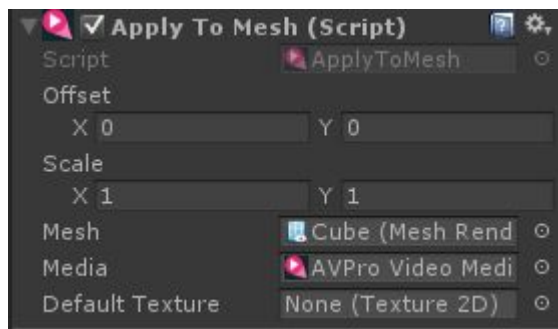 Apply To Mesh (Script)
Script ApplyToMesh
Offset
X 0 Y 0
Scale
X 1 Y 1
Mesh Cube (Mesh Rend
Media AVPro Video Medi
Default Texture None (Texture 2D)